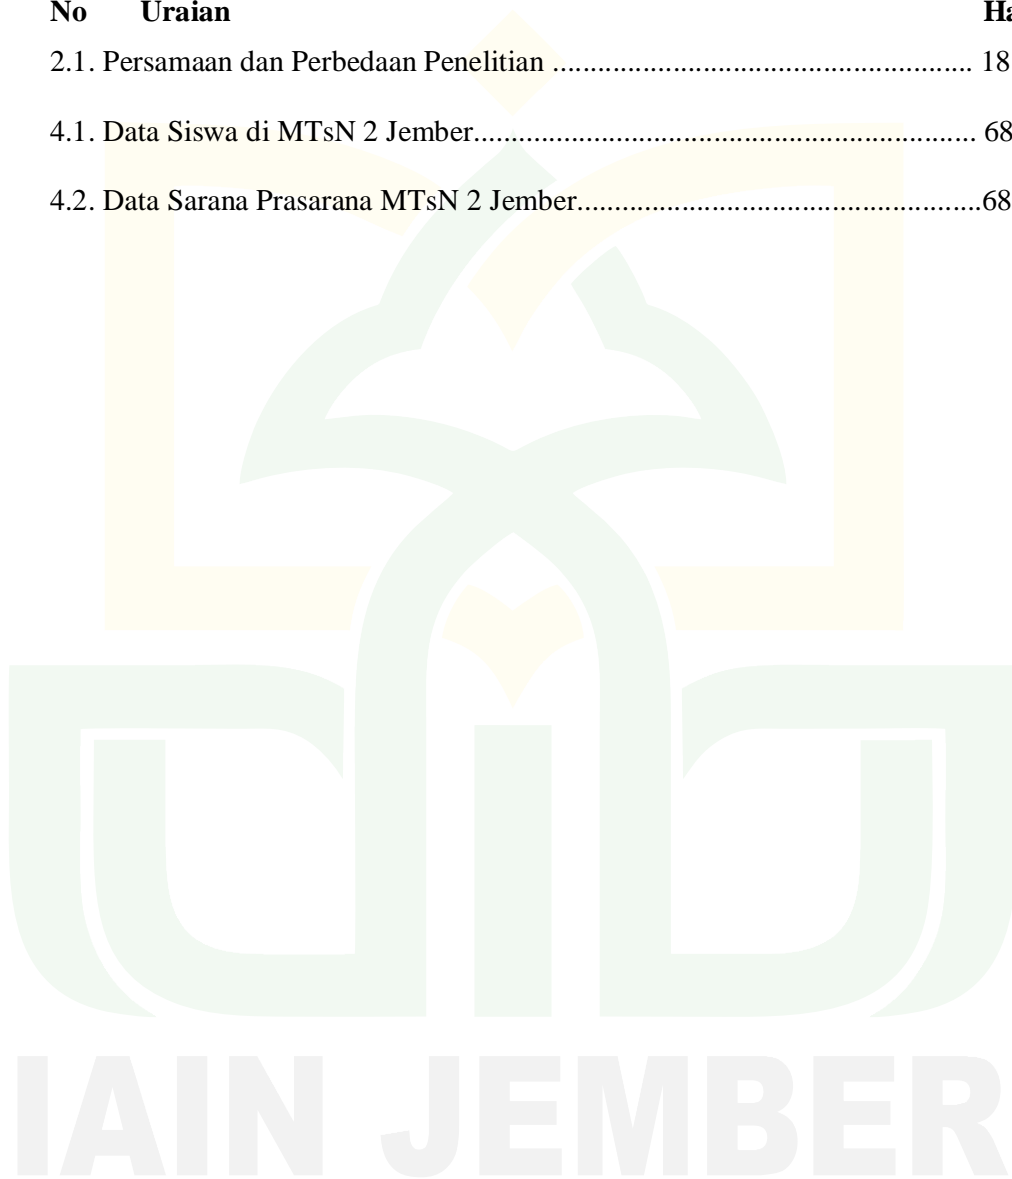 No Uraian
2.1. Persamaan dan Perbedaan Penelitian ........................................................ 18
4.1. Data Siswa di MTsN 2 Jember................................................................... 68
4.2. Data Sarana Prasarana MTsN 2 Jember......................................................68
IAIN JEMBER